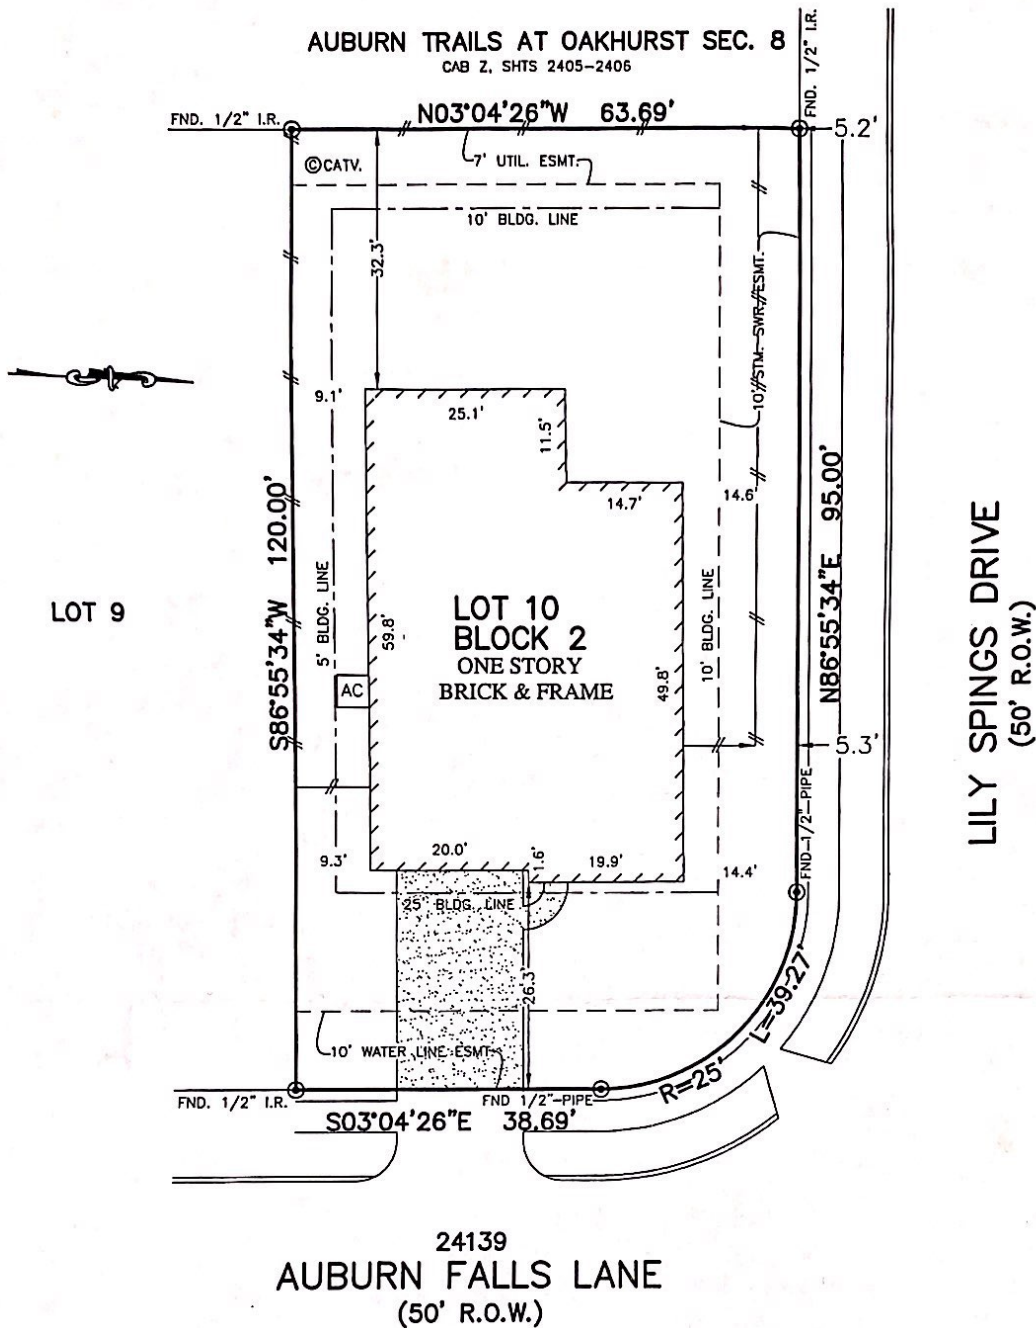 AUBURN TRAILS AT OAKHURST SEC. 8
CAB Z, SHTS 2405-2406
FND. 1/2" I.R.
N03°04'26"W 63.69'
FND. 1/2" I.R.
5.2'
©CATV.
7' UTIL. ESMT.
10' BLDG. LINE
32.3'
10' STM. SWR. ESMT.
9.1'
25.1'
11.5'
14.7'
14.6'
S86°55'34"W 120.00'
N86°55'34"E 95.00'
LOT 9
5' BLDG. LINE
59.8'
LOT 10
BLOCK 2
ONE STORY
BRICK & FRAME
49.8'
10' BLDG. LINE
AC
LILY SPINGS DRIVE
(50' R.O.W.)
5.3'
FND-1/2"-PIPE
9.3'
20.0'
1.6'
19.9'
14.4'
25' BLDG. LINE
26.3'
10' WATER LINE ESMT.
L=39.27'
R=25'
FND. 1/2" I.R.
FND 1/2"-PIPE
S03°04'26"E 38.69'
24139
AUBURN FALLS LANE
(50' R.O.W.)